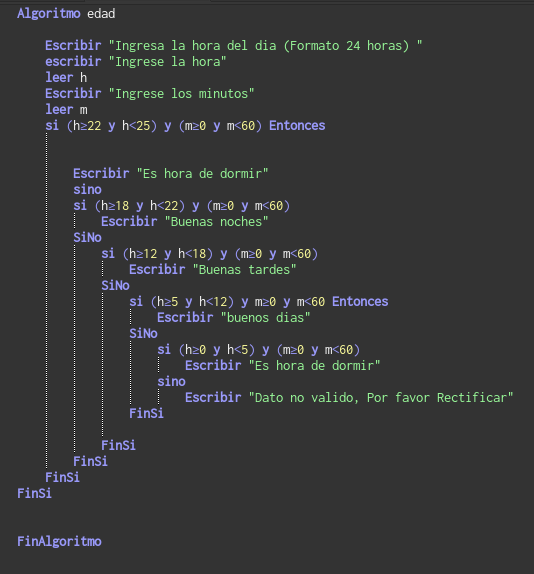 Algoritmo edad
Escribir "Ingresa la hora del dia (Formato 24 horas) "
escribir "Ingrese la hora"
leer h
Escribir "Ingrese los minutos"
leer m
si (h≥22 y h<25) y (m≥0 y m<60) Entonces
Escribir "Es hora de dormir"
sino
si (h≥18 y h<22) y (m≥0 y m<60)
Escribir "Buenas noches"
SiNo
si (h≥12 y h<18) y (m≥0 y m<60)
Escribir "Buenas tardes"
SiNo
si (h≥5 y h<12) y m≥0 y m<60 Entonces
Escribir "buenos dias"
SiNo
si (h≥0 y h<5) y (m≥0 y m<60)
Escribir "Es hora de dormir"
sino
Escribir "Dato no valido, Por favor Rectificar"
FinSi
FinSi
FinSi
FinSi
FinSi
FinAlgoritmo